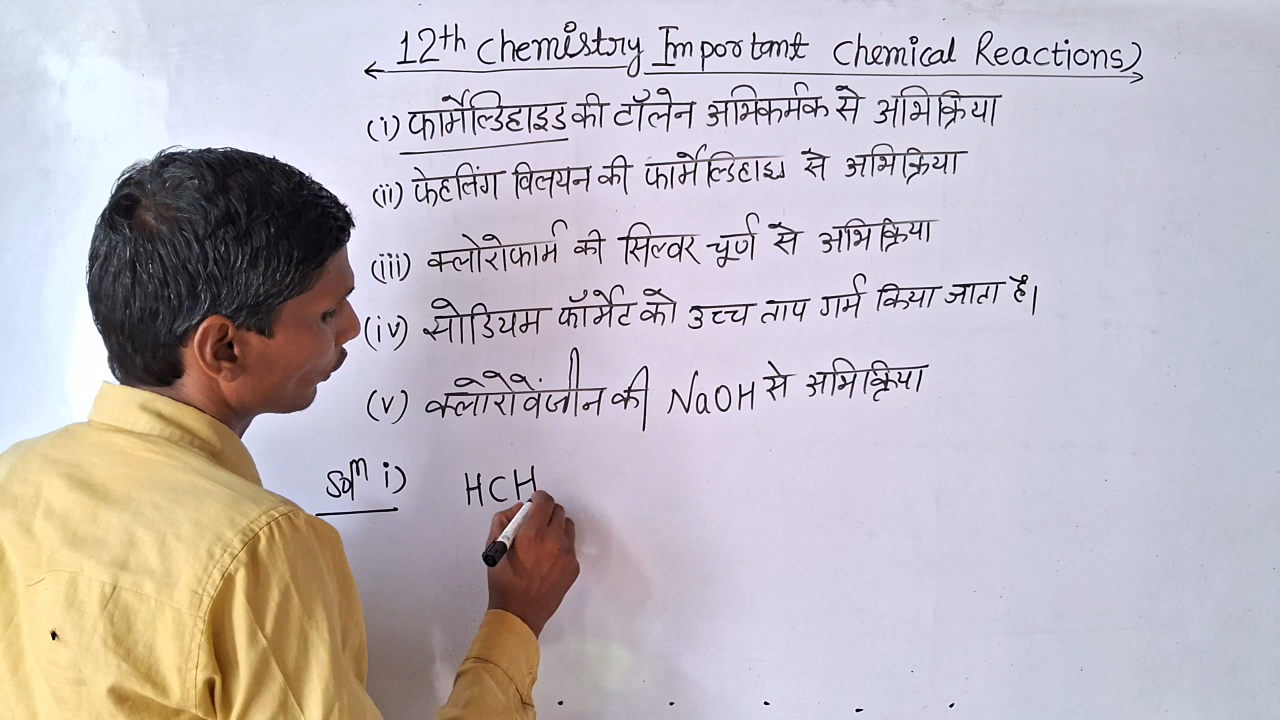 12th Chemistry Important Chemical Reactions)
(i) फार्मेल्डिहाइड की टॉलेन अभिकर्मक से अभिक्रिया
(ii) फेहलिंग विलयन की फार्मेल्डिहाइड से अभिक्रिया
(iii) क्लोरोफार्म की सिल्वर चूर्ण से अभिक्रिया
(iv) सोडियम फॉर्मेट को उच्च ताप गर्म किया जाता है।
(v) क्लोरोवेंजीन की NaOH से अभिक्रिया
Solⁿ i) HCH